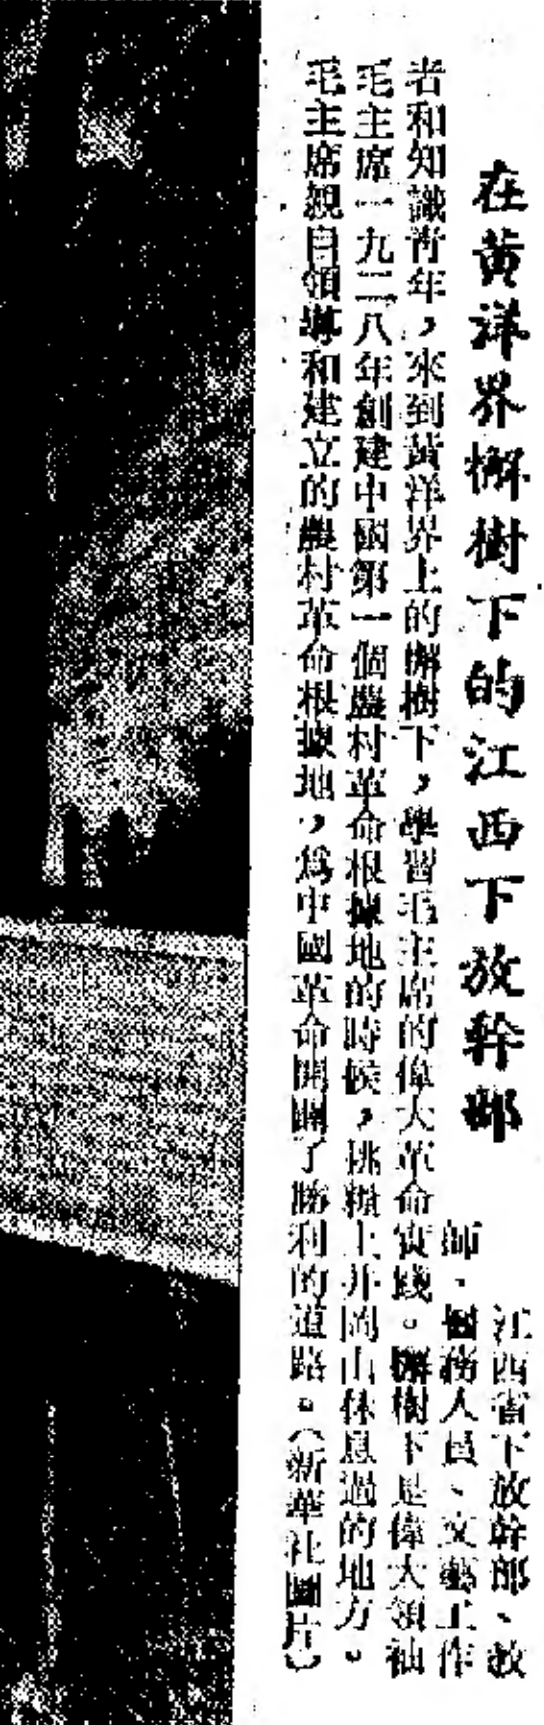 在黄洋界槲樹下的江西下放幹部
江西省下放幹部、教
師、醫務人員、文藝工作
者和知識青年，來到黃洋界上的槲樹下，學習毛主席的偉大革命實踐。槲樹下是偉大領袖
毛主席一九二八年創建中國第一個農村革命根據地的時候，挑糧上井岡山休息過的地方。
毛主席親自領導和建立的農村革命根據地，爲中國革命開闢了勝利的道路。（新華社圖片）